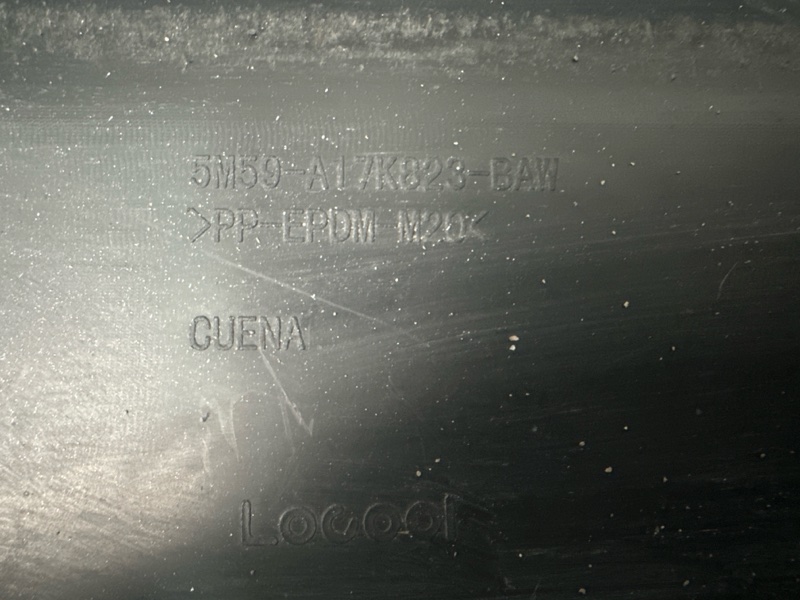 5M59-A17K823-BAW
>PP-EPDM M20<
CUENA